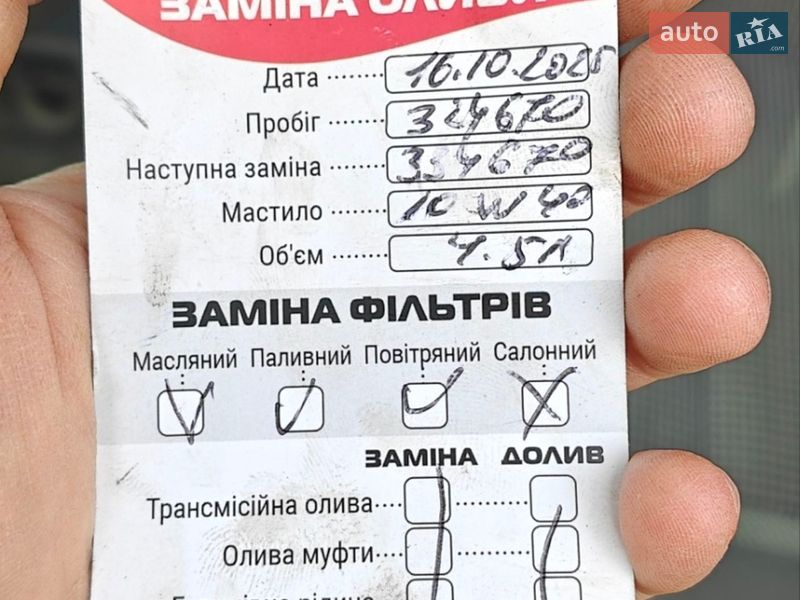 ЗАМІНА ОЛИВИ
auto RIA .com
Дата 16.10.2025
Пробіг 324670
Наступна заміна 334670
Мастило 10W40
Об'єм 4.5л
ЗАМІНА ФІЛЬТРІВ
Масляний Паливний Повітряний Салонний
ЗАМІНА ДОЛИВ
Трансмісійна олива
Олива муфти